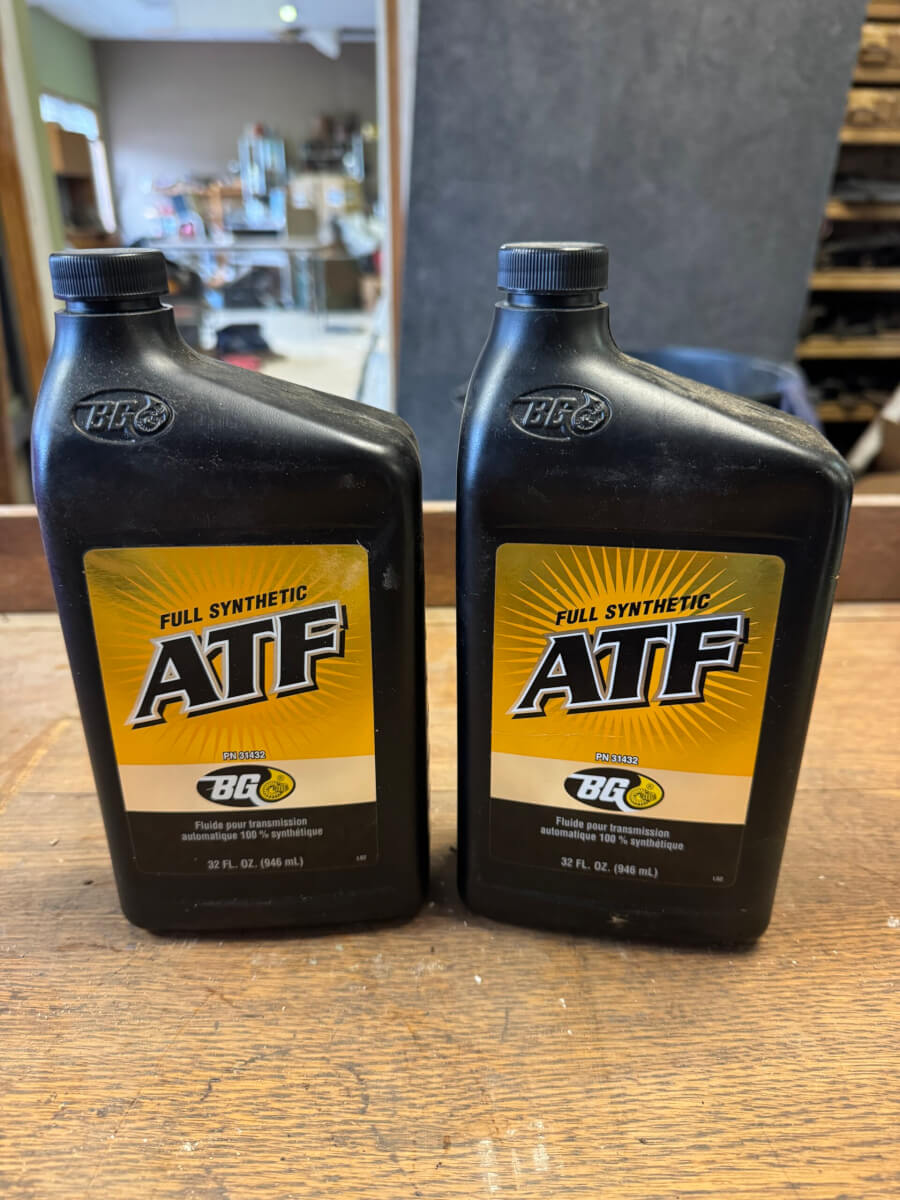 BG
FULL SYNTHETIC
ATF
PN 31432
BG®
Fluide pour transmission
automatique 100 % synthétique
32 FL. OZ. (946 mL)
BG
FULL SYNTHETIC
ATF
PN 31432
BG®
Fluide pour transmission
automatique 100 % synthétique
32 FL. OZ. (946 mL)